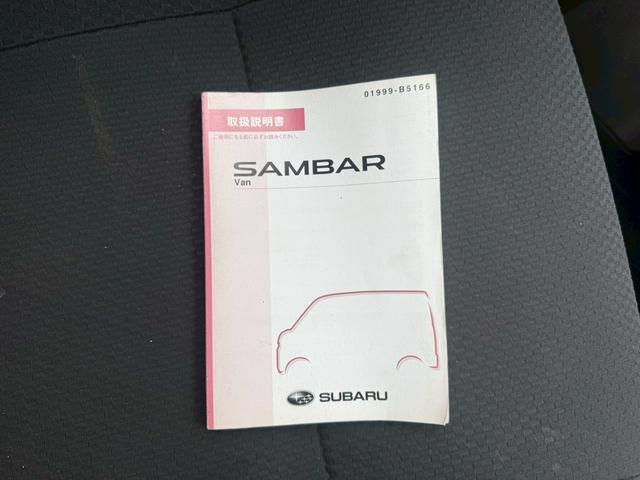 01999-B5166
取扱説明書
ご使用になる前に必ずお読みください。
SAMBAR
Van
SUBARU